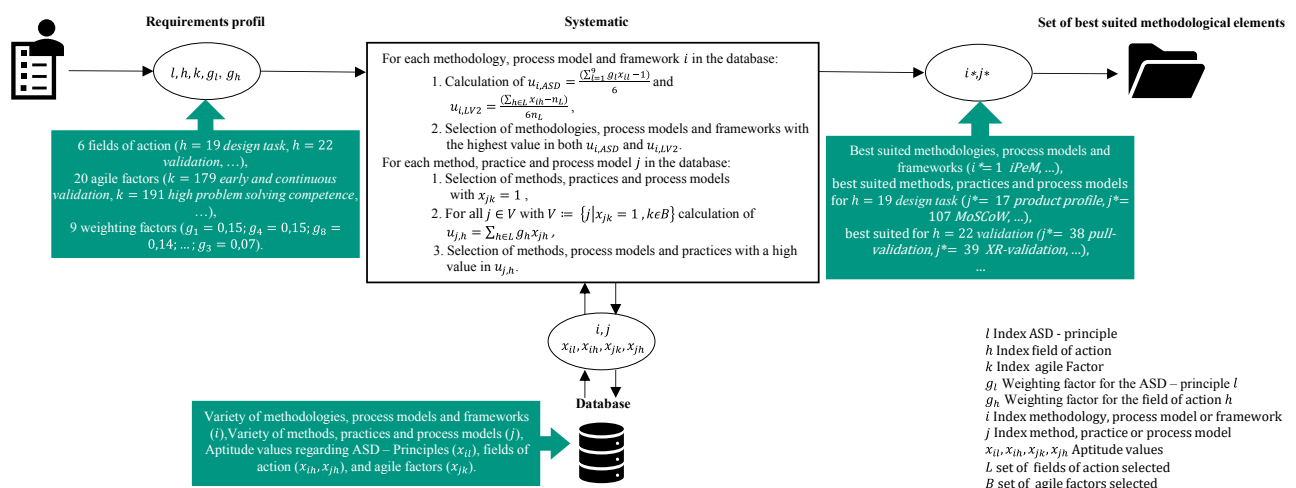 Requirements profil
Systematic
Set of best suited methodological elements
l, h, k, g_l, g_h
For each methodology, process model and framework i in the database:
1. Calculation of u_{i,ASD} = \frac{(\sum_{l=1}^{9} g_l x_{il} - 1)}{6} and
u_{i,LV2} = \frac{(\sum_{h∈L} x_{ih} - n_L)}{6n_L},
2. Selection of methodologies, process models and frameworks with
the highest value in both u_{i,ASD} and u_{i,LV2}.
For each method, practice and process model j in the database:
1. Selection of methods, practices and process models
with x_{jk} = 1 ,
2. For all j ∈ V with V ≔ {j|x_{jk} = 1 , kϵB} calculation of
u_{j,h} = \sum_{h∈L} g_h x_{jh} ,
3. Selection of methods, process models and practices with a high
value in u_{j,h}.
i*,j*
6 fields of action (h = 19 design task, h = 22
validation, …),
20 agile factors (k = 179 early and continuous
validation, k = 191 high problem solving competence,
…),
9 weighting factors (g_1 = 0,15; g_4 = 0,15; g_8 =
0,14; …; g_3 = 0,07).
Best suited methodologies, process models and
frameworks (i*= 1 iPeM, …),
best suited methods, practices and process models
for h = 19 design task (j*= 17 product profile, j*=
107 MoSCoW, …),
best suited for h = 22 validation (j*= 38 pull-
validation, j*= 39 XR-validation, …),
…
i, j
x_{il}, x_{ih}, x_{jk}, x_{jh}
Database
Variety of methodologies, process models and frameworks
(i),Variety of methods, practices and process models (j),
Aptitude values regarding ASD – Principles (x_{il}), fields of
action (x_{ih}, x_{jh}), and agile factors (x_{jk}).
l Index ASD - principle
h Index field of action
k Index agile Factor
g_l Weighting factor for the ASD – principle l
g_h Weighting factor for the field of action h
i Index methodology, process model or framework
j Index method, practice or process model
x_{il}, x_{ih}, x_{jk}, x_{jh} Aptitude values
L set of fields of action selected
B set of agile factors selected